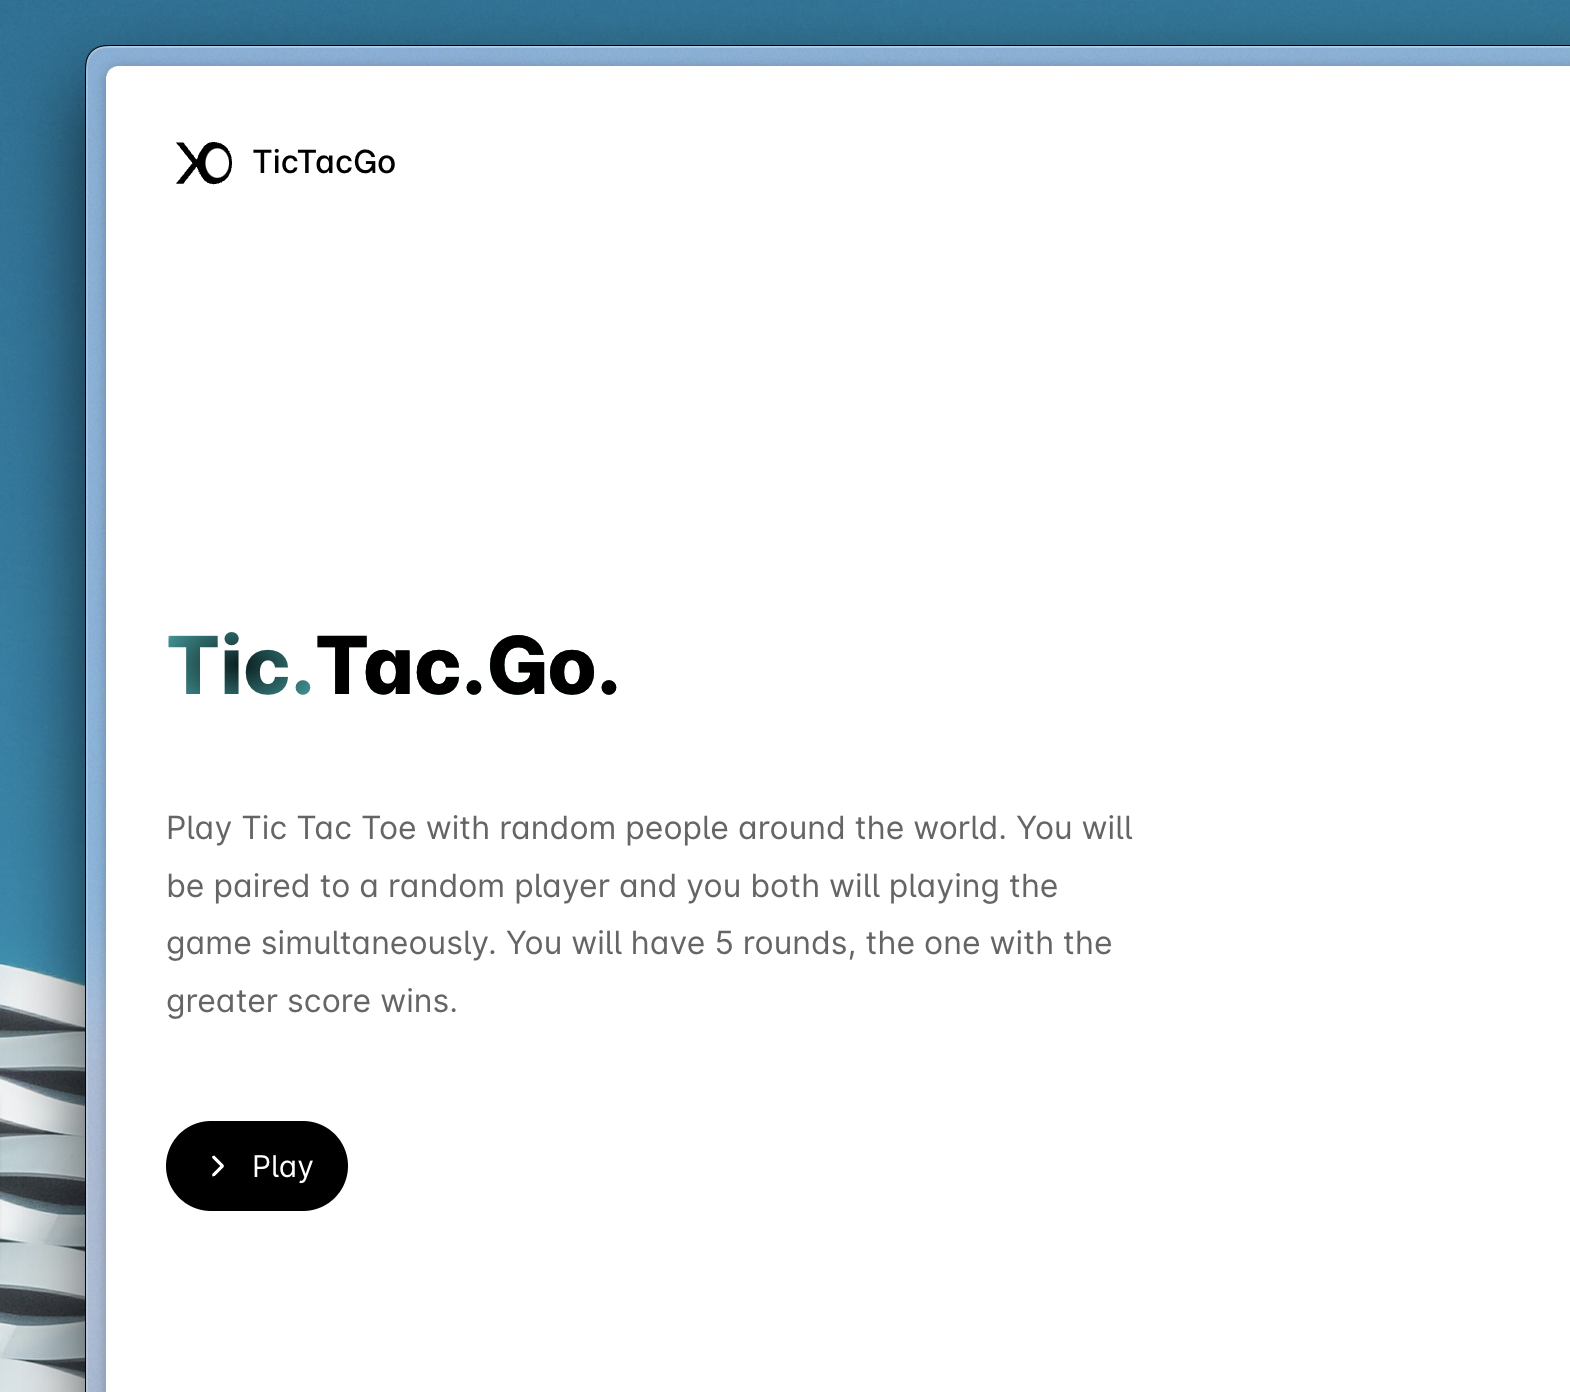 XO TicTacGo
Tic.Tac.Go.
Play Tic Tac Toe with random people around the world. You will
be paired to a random player and you both will playing the
game simultaneously. You will have 5 rounds, the one with the
greater score wins.
Play